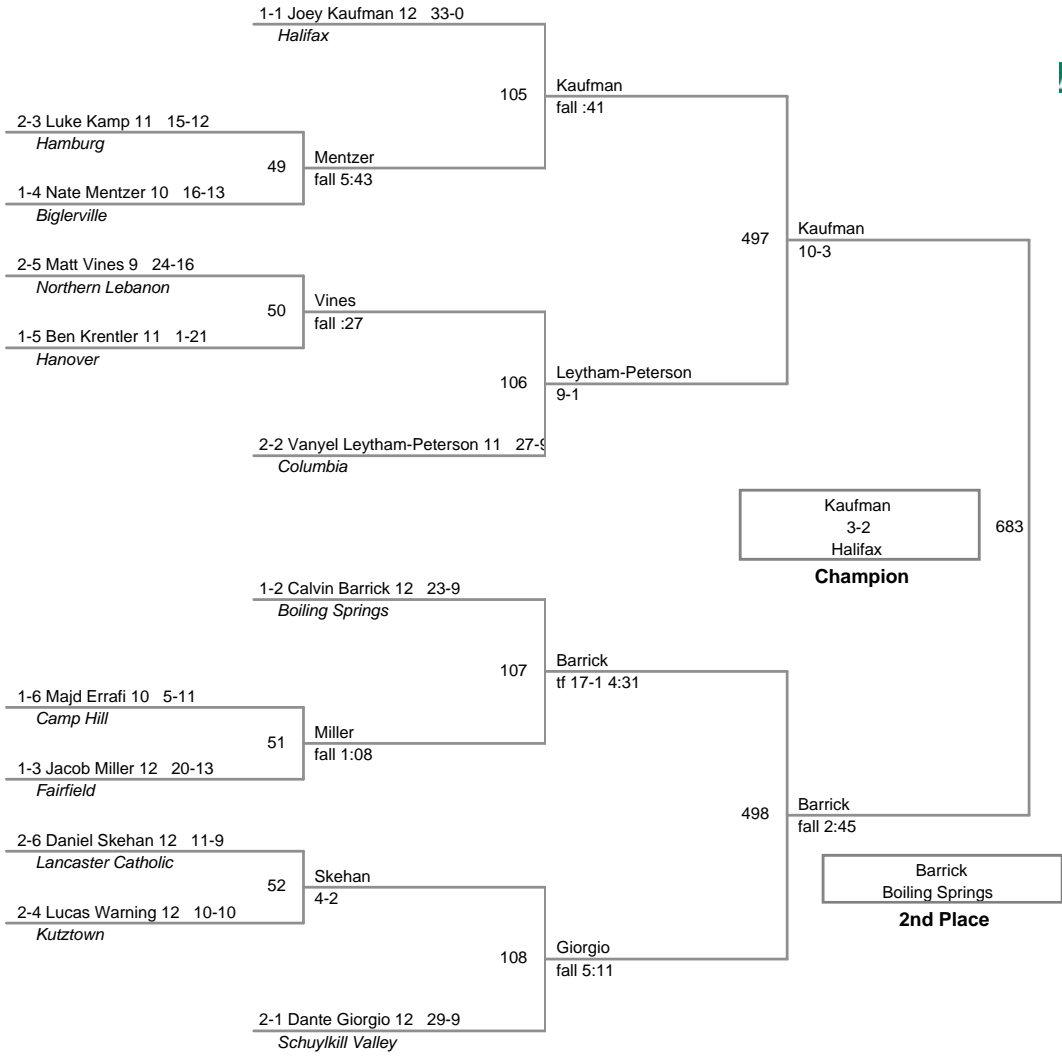 1-1 Joey Kaufman 12 33-0
Halifax
Kaufman
105
fall :41
2-3 Luke Kamp 11 15-12
Hamburg
Mentzer
49
fall 5:43
1-4 Nate Mentzer 10 16-13
Biglerville
Kaufman
497
10-3
2-5 Matt Vines 9 24-16
Northern Lebanon
Vines
50
fall :27
1-5 Ben Krentler 11 1-21
Hanover
Leytham-Peterson
106
9-1
2-2 Vanyel Leytham-Peterson 11 27-9
Columbia
Kaufman
3-2
Halifax
683
Champion
1-2 Calvin Barrick 12 23-9
Boiling Springs
Barrick
107
tf 17-1 4:31
1-6 Majd Errafi 10 5-11
Camp Hill
Miller
51
fall 1:08
1-3 Jacob Miller 12 20-13
Fairfield
Barrick
498
fall 2:45
2-6 Daniel Skehan 12 11-9
Lancaster Catholic
Barrick
Boiling Springs
2nd Place
Skehan
52
4-2
2-4 Lucas Warning 12 10-10
Kutztown
Giorgio
108
fall 5:11
2-1 Dante Giorgio 12 29-9
Schuylkill Valley